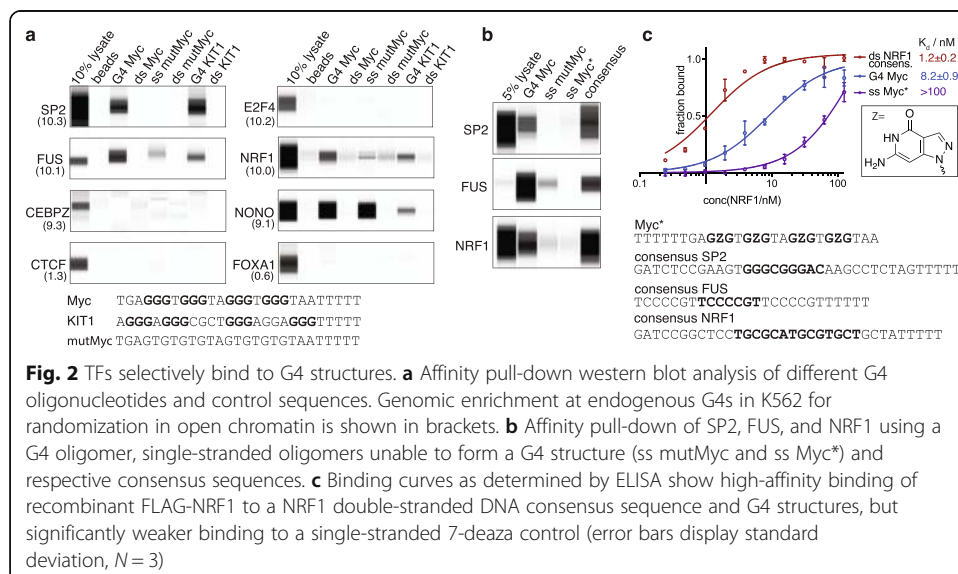 a
10% lysate
beads
G4 Myc
ds Myc
ss mutMyc
ds mutMyc
G4 KIT1
ds KIT1
SP2
(10.3)
FUS
(10.1)
CEBPZ
(9.3)
CTCF
(1.3)
10% lysate
beads
G4 Myc
ds Myc
ss mutMyc
ds mutMyc
G4 KIT1
ds KIT1
E2F4
(10.2)
NRF1
(10.0)
NONO
(9.1)
FOXA1
(0.6)
Myc TGAGGGTGGGTAGGGTGGGTAATTTTT
KIT1 AGGGAGGGCGCTGGGAGGAGGGTTTTT
mutMyc TGAGTGTGTGTAGTGTGTGTAATTTTT
b
5% lysate
G4 Myc
ss mutMyc
ss Myc*
consensus
SP2
FUS
NRF1
c
fraction bound
1.0
0.5
0.1
10
100
conc(NRF1/nM)
Kd / nM
ds NRF1 consens. 1.2±0.2
G4 Myc 8.2±0.9
ss Myc* >100
Z=
O
HN
H2N
N
N
Myc*
TTTTTTGAGZGTGZGTAGZGTGZGTAA
consensus SP2
GATCTCCGAAGTGGGCGGGACAAGCCTCTAGTTTTT
consensus FUS
TCCCCGTTCCCCGTTCCCCGTTTTTT
consensus NRF1
GATCCGGCTCCTGCGCATGCGTGCTGCTATTTTT
Fig. 2 TFs selectively bind to G4 structures. a Affinity pull-down western blot analysis of different G4
oligonucleotides and control sequences. Genomic enrichment at endogenous G4s in K562 for
randomization in open chromatin is shown in brackets. b Affinity pull-down of SP2, FUS, and NRF1 using a
G4 oligomer, single-stranded oligomers unable to form a G4 structure (ss mutMyc and ss Myc*) and
respective consensus sequences. c Binding curves as determined by ELISA show high-affinity binding of
recombinant FLAG-NRF1 to a NRF1 double-stranded DNA consensus sequence and G4 structures, but
significantly weaker binding to a single-stranded 7-deaza control (error bars display standard
deviation, N = 3)